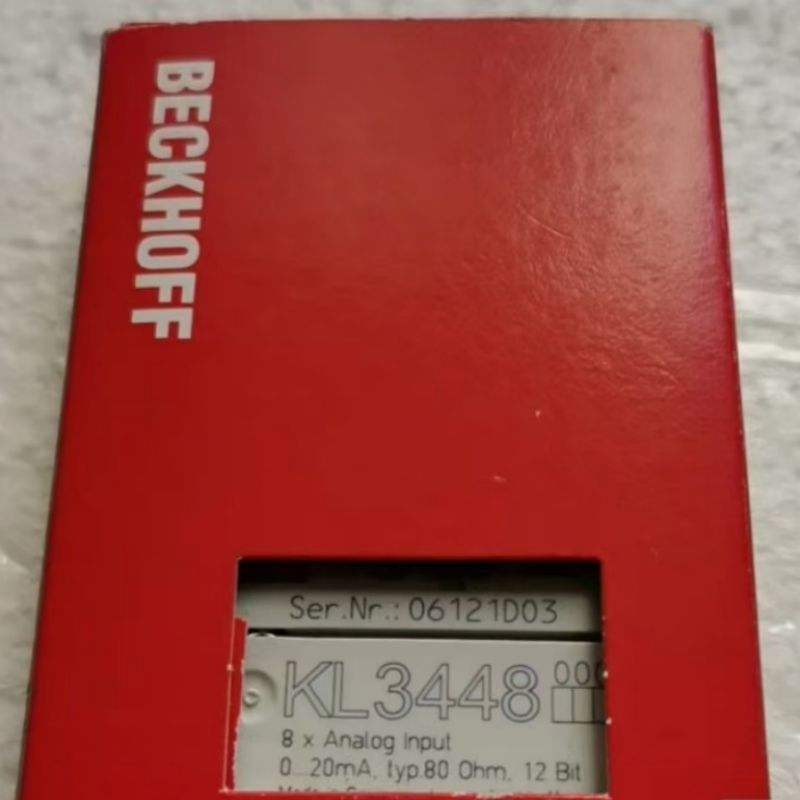 BECKHOFF
Ser.Nr.: 06121D03
KL3448
8 x Analog Input
0...20mA, typ.80 Ohm, 12 Bit